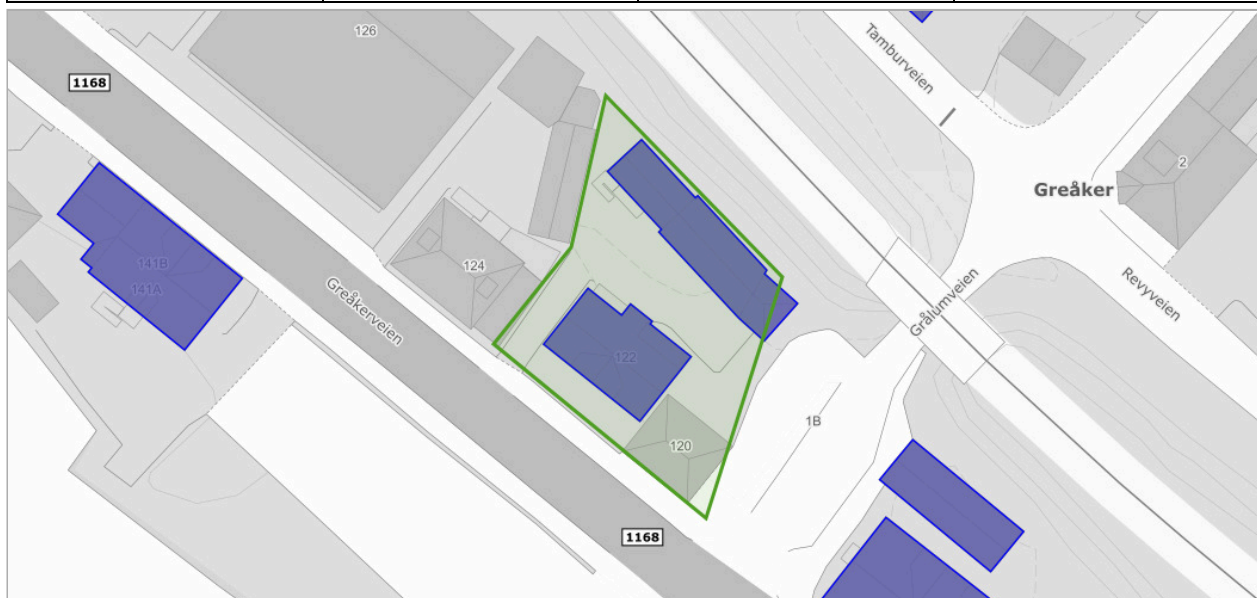 126
Tamburveien
1168
2
Greåker
141B
124
141A
Greåkerveien
Grålumveien
Revyveien
122
1B
120
1168